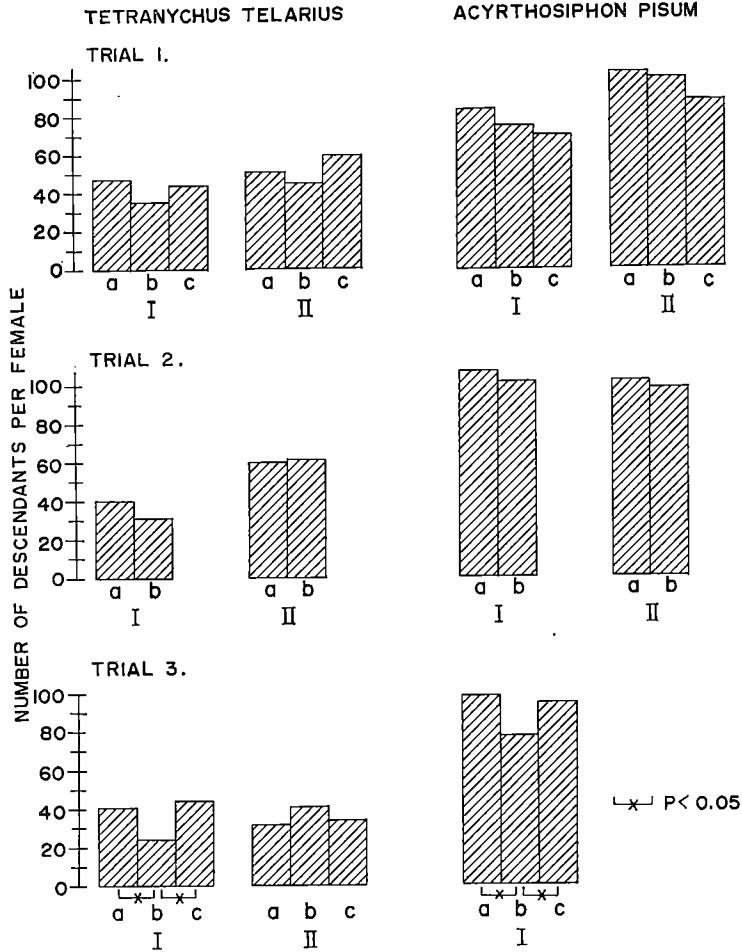 TETRANYCHUS TELARIUS
ACYRTHOSIPHON PISUM
NUMBER OF DESCENDANTS PER FEMALE
TRIAL 1.
100
80
60
40
20
0
a b c
I
a b c
II
a b c
I
a b c
II
TRIAL 2.
100
80
60
40
20
0
a b
I
a b
II
a b
I
a b
II
TRIAL 3.
100
80
60
40
20
0
x x
a b c
I
a b c
II
x x
a b c
I
x P< 0.05